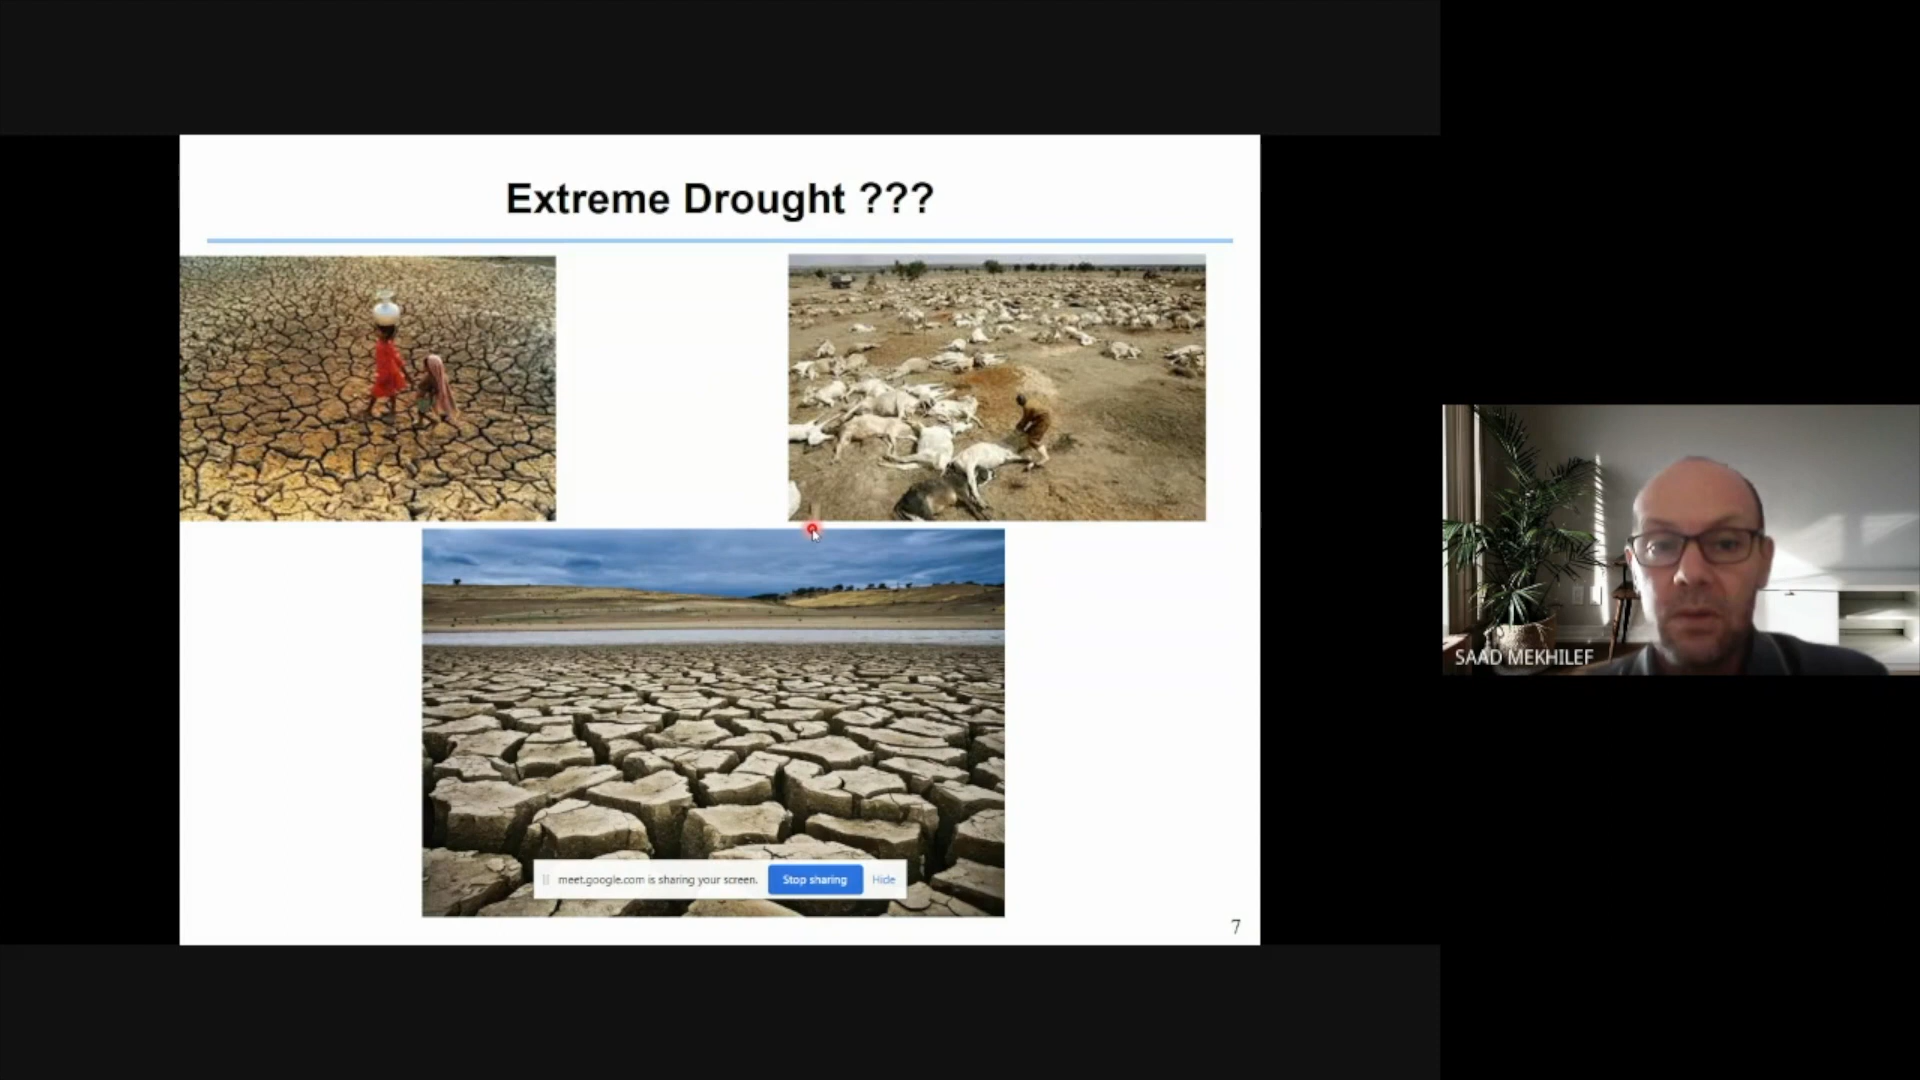 Extreme Drought ???
meet.google.com is sharing your screen.
Stop sharing
Hide
7
SAAD MEKHILEF